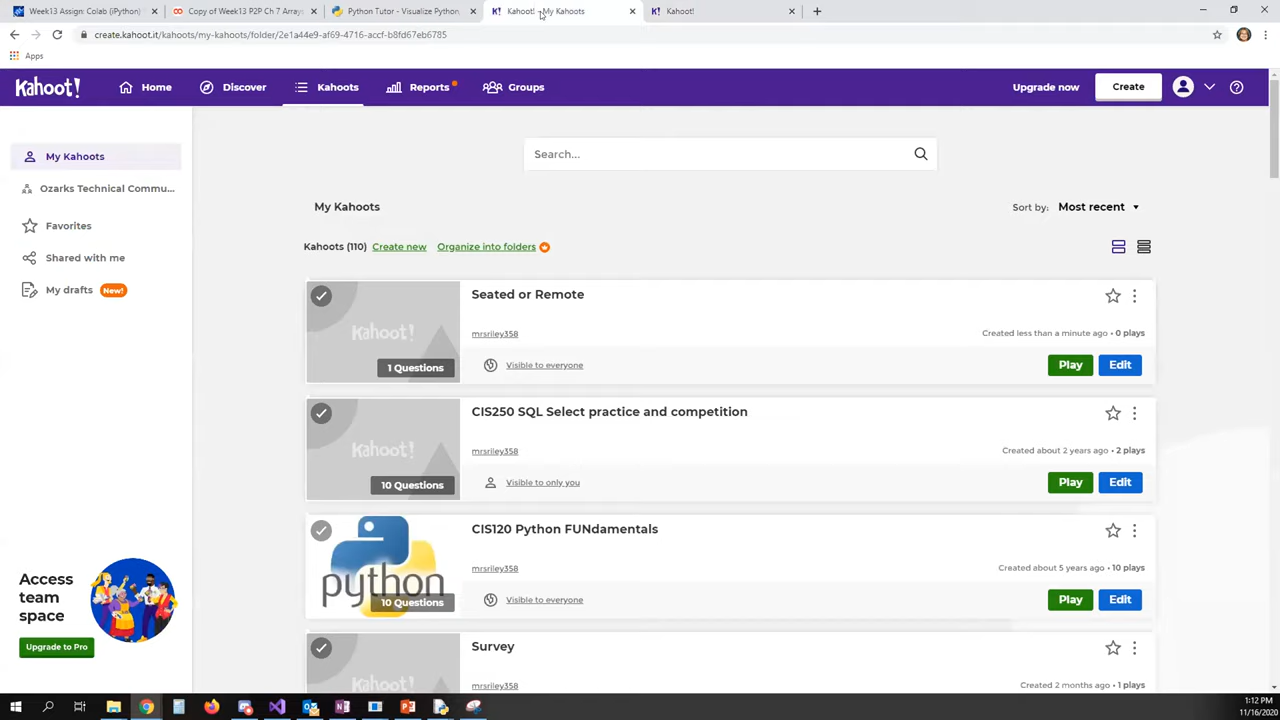 Week13 Assign: Colab (iPython)
Copy of Week13 P2P Ch 7 Arrays
Python Tutor - Visualize Python,
Kahoot! - My Kahoots
Kahoot!
create.kahoot.it/kahoots/my-kahoots/folder/2e1a44e9-af69-4716-accf-b8fd67eb6785
Apps
Kahoot!
Home
Discover
Kahoots
Reports
Groups
Upgrade now
Create
My Kahoots
Ozarks Technical Commu...
Favorites
Shared with me
My drafts New!
Access team space
Upgrade to Pro
Search...
My Kahoots
Sort by: Most recent
Kahoots (110) Create new Organize into folders
Kahoot!
1 Questions
Seated or Remote
mrsriley358
Created less than a minute ago • 0 plays
Visible to everyone
Play
Edit
Kahoot!
10 Questions
CIS250 SQL Select practice and competition
mrsriley358
Created about 2 years ago • 2 plays
Visible to only you
Play
Edit
python
10 Questions
CIS120 Python FUNdamentals
mrsriley358
Created about 5 years ago • 10 plays
Visible to everyone
Play
Edit
Survey
mrsriley358
Created 2 months ago • 1 plays
1:12 PM
11/16/2020